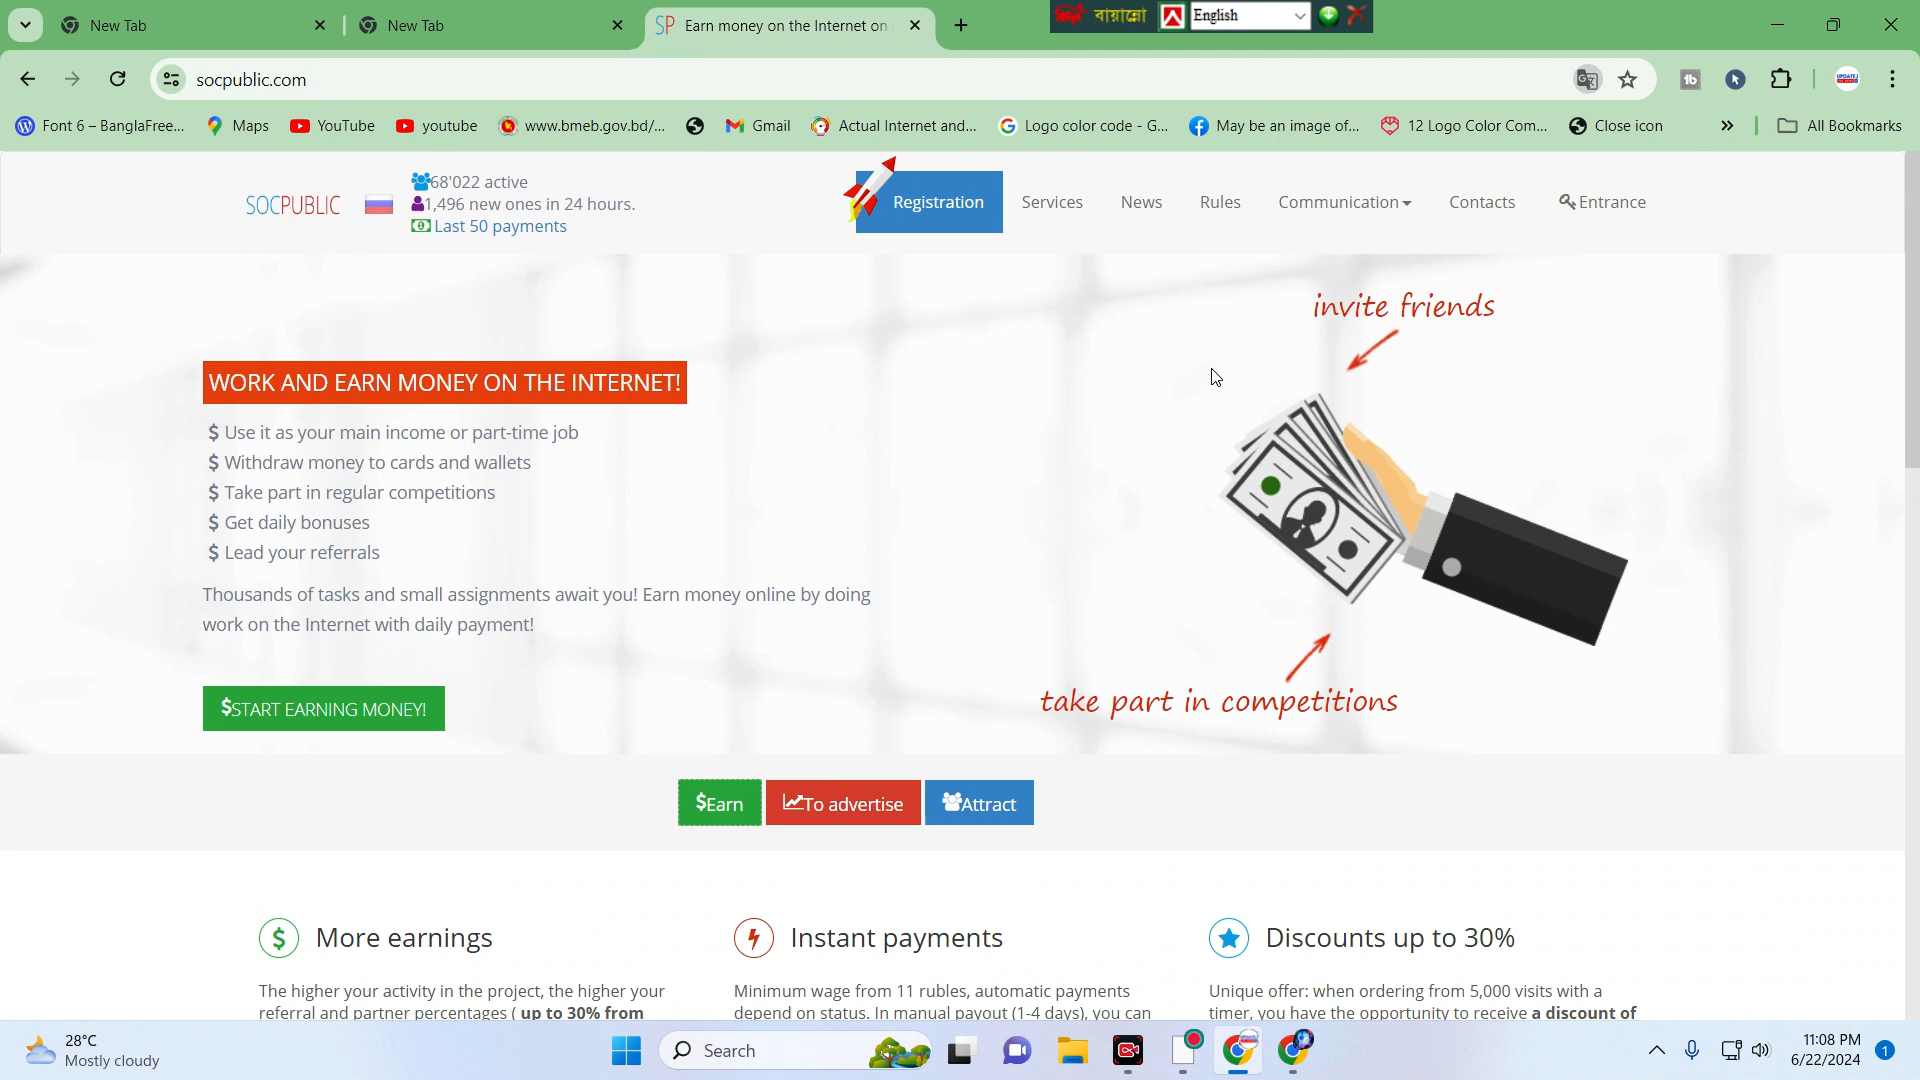 New Tab
New Tab
Earn money on the Internet on
বায়ান্নো
English
socpublic.com
Font 6 – BanglaFree...
Maps
YouTube
youtube
www.bmeb.gov.bd/...
Gmail
Actual Internet and...
Logo color code - G...
May be an image of...
12 Logo Color Com...
Close icon
All Bookmarks
SOCPUBLIC
68'022 active
1,496 new ones in 24 hours.
Last 50 payments
Registration
Services
News
Rules
Communication
Contacts
Entrance
invite friends
WORK AND EARN MONEY ON THE INTERNET!
$ Use it as your main income or part-time job
$ Withdraw money to cards and wallets
$ Take part in regular competitions
$ Get daily bonuses
$ Lead your referrals
Thousands of tasks and small assignments await you! Earn money online by doing
work on the Internet with daily payment!
take part in competitions
$START EARNING MONEY!
$Earn
To advertise
Attract
More earnings
The higher your activity in the project, the higher your
referral and partner percentages ( up to 30% from
Instant payments
Minimum wage from 11 rubles, automatic payments
depend on status. In manual payout (1-4 days), you can
Discounts up to 30%
Unique offer: when ordering from 5,000 visits with a
timer, you have the opportunity to receive a discount of
28°C
Mostly cloudy
Search
11:08 PM
6/22/2024
1